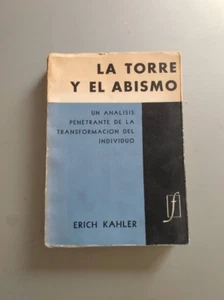 LA TORRE
Y EL ABISMO
UN ANALISIS
PENETRANTE DE LA
TRANSFORMACION DEL
INDIVIDUO
ERICH KAHLER
f